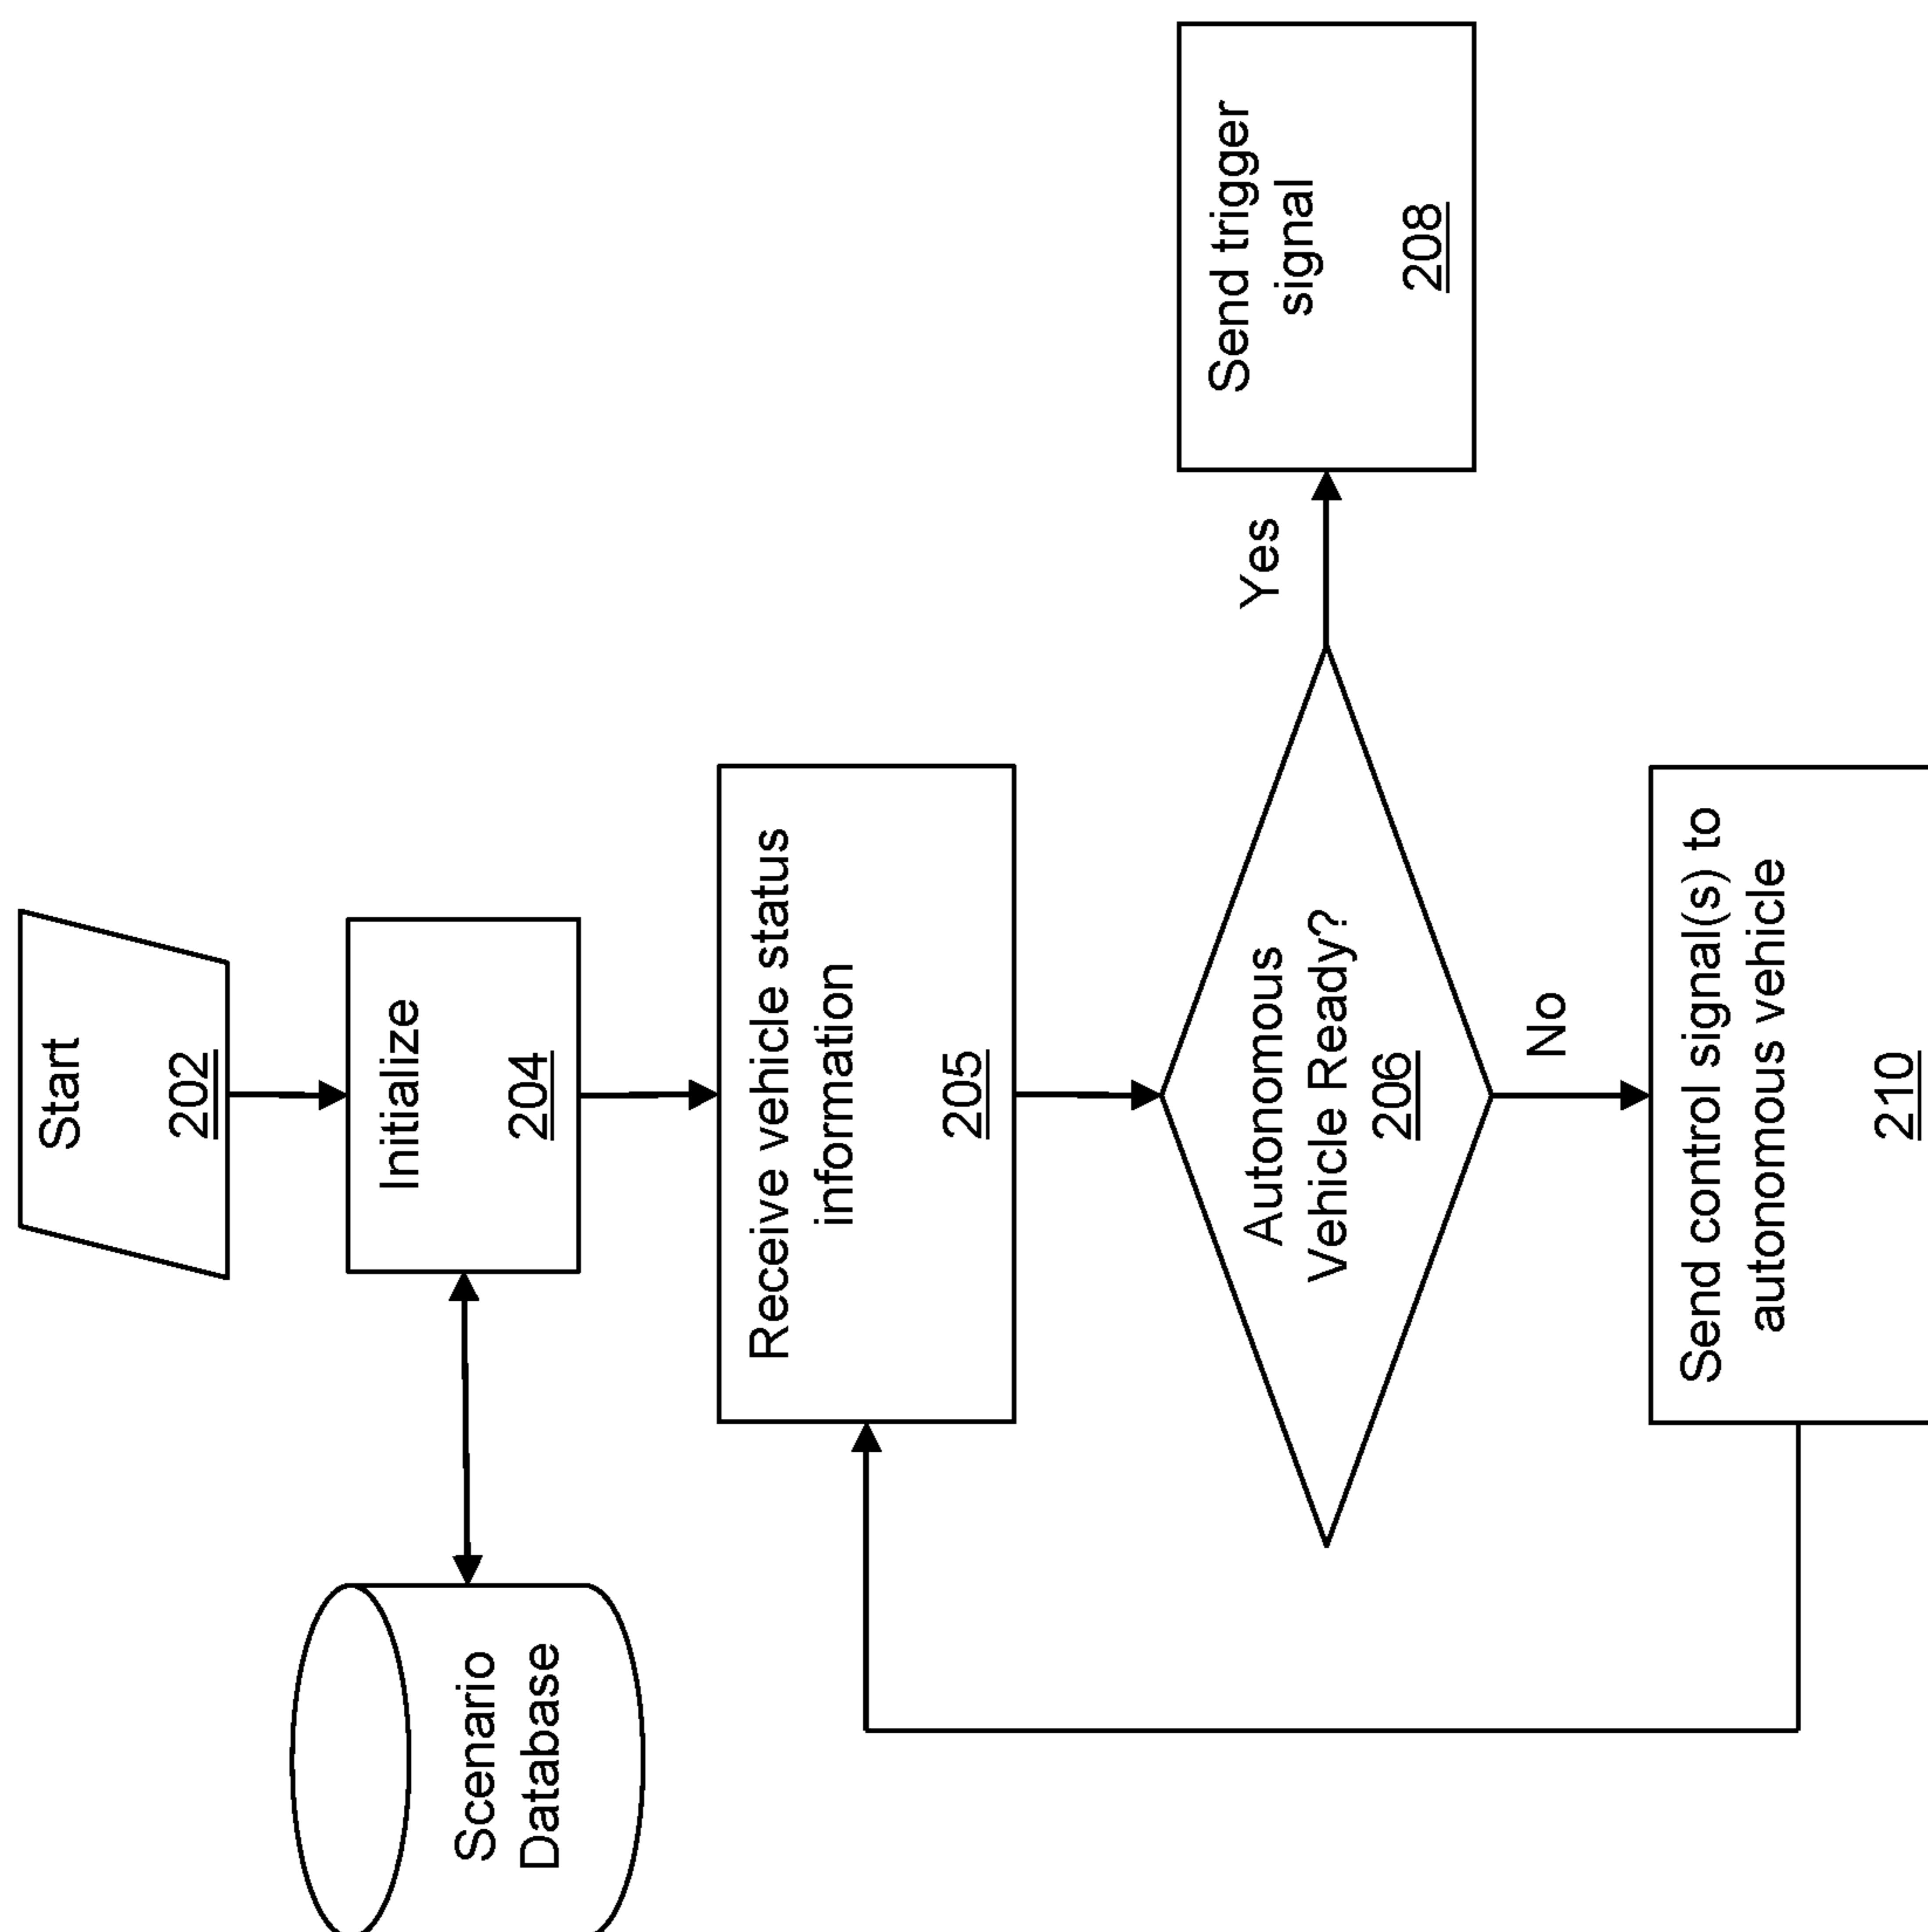 Start
202
Initialize
204
Scenario
Database
Receive vehicle status
information
205
Autonomous
Vehicle Ready?
206
Yes
Send trigger
signal
208
No
Send control signal(s) to
autonomous vehicle
210